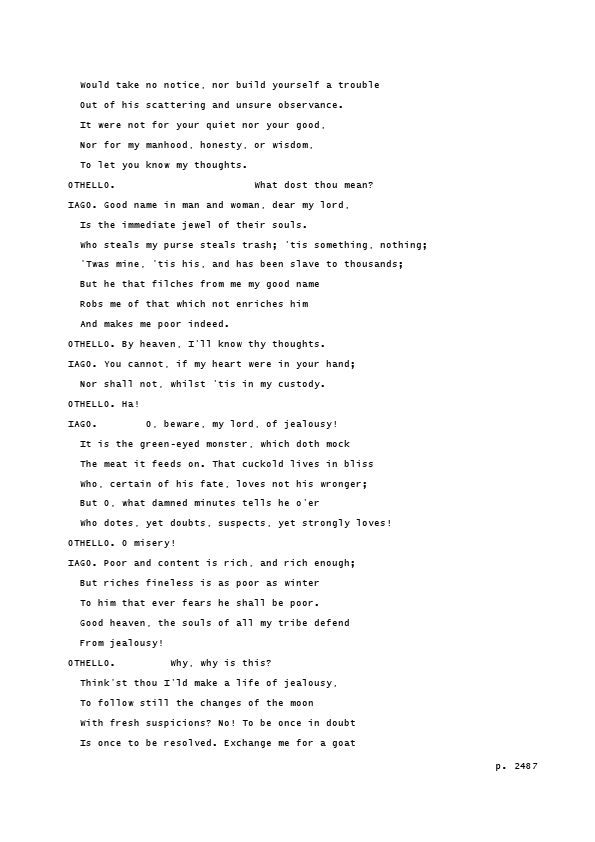 Would take no notice, nor build yourself a trouble
Out of his scattering and unsure observance.
It were not for your quiet nor your good,
Nor for my manhood, honesty, or wisdom,
To let you know my thoughts.
OTHELLO. What dost thou mean?
IAGO. Good name in man and woman, dear my lord,
Is the immediate jewel of their souls.
Who steals my purse steals trash; 'tis something, nothing;
'Twas mine, 'tis his, and has been slave to thousands;
But he that filches from me my good name
Robs me of that which not enriches him
And makes me poor indeed.
OTHELLO. By heaven, I'll know thy thoughts.
IAGO. You cannot, if my heart were in your hand;
Nor shall not, whilst 'tis in my custody.
OTHELLO. Ha!
IAGO. O, beware, my lord, of jealousy!
It is the green-eyed monster, which doth mock
The meat it feeds on. That cuckold lives in bliss
Who, certain of his fate, loves not his wronger;
But O, what damned minutes tells he o'er
Who dotes, yet doubts, suspects, yet strongly loves!
OTHELLO. O misery!
IAGO. Poor and content is rich, and rich enough;
But riches fineless is as poor as winter
To him that ever fears he shall be poor.
Good heaven, the souls of all my tribe defend
From jealousy!
OTHELLO. Why, why is this?
Think'st thou I'ld make a life of jealousy,
To follow still the changes of the moon
With fresh suspicions? No! To be once in doubt
Is once to be resolved. Exchange me for a goat
p. 2487